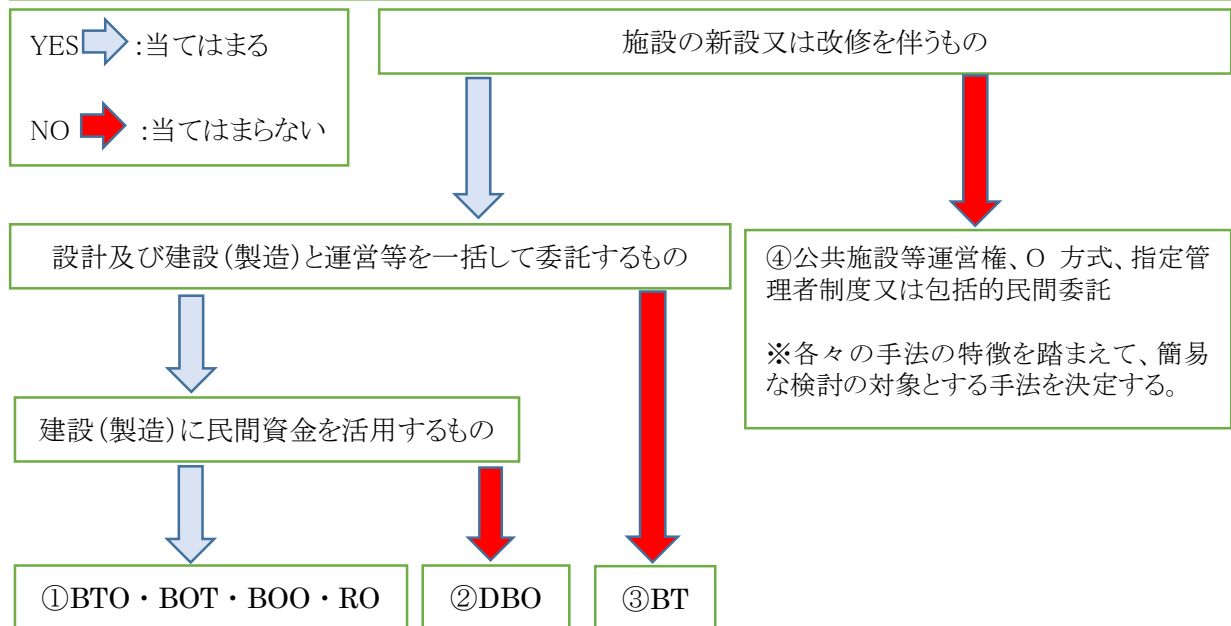 YES :当てはまる
NO :当てはまらない
施設の新設又は改修を伴うもの
設計及び建設(製造)と運営等を一括して委託するもの
④公共施設等運営権、O 方式、指定管
理者制度又は包括的民間委託
※各々の手法の特徴を踏まえて、簡易
な検討の対象とする手法を決定する。
建設(製造)に民間資金を活用するもの
①BTO・BOT・BOO・RO
②DBO
③BT